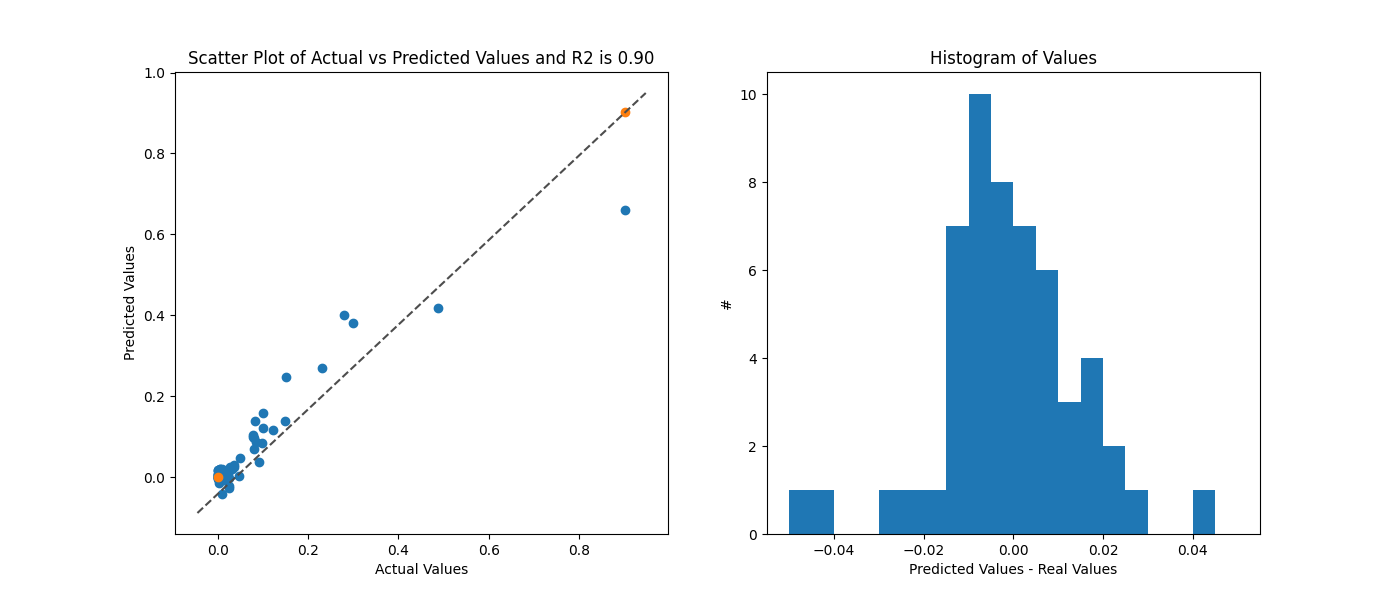 Scatter Plot of Actual vs Predicted Values and R2 is 0.90
1.0
0.8
0.6
0.4
0.2
0.0
Predicted Values
0.0 0.2 0.4 0.6 0.8
Actual Values
Histogram of Values
10
8
6
4
2
0
#
−0.04 −0.02 0.00 0.02 0.04
Predicted Values - Real Values